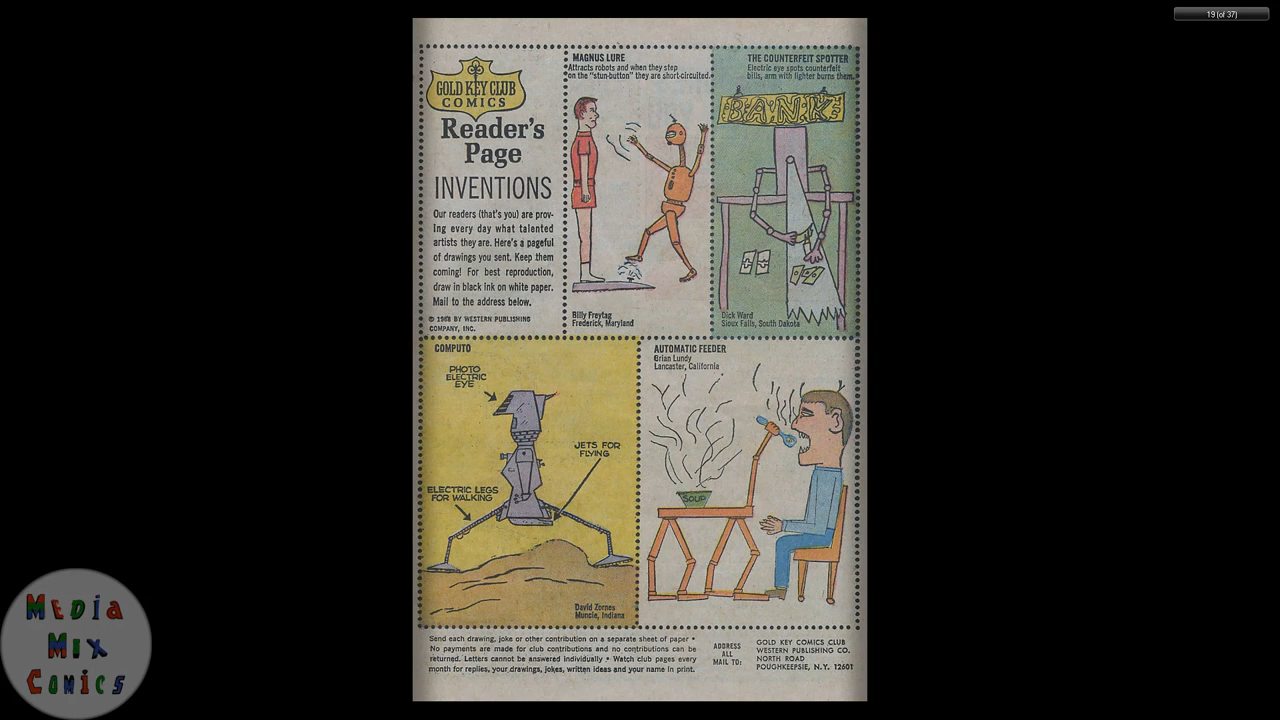 19 (of 37)
GOLD KEY CLUB
COMICS
Reader's
Page
INVENTIONS
Our readers (that's you) are prov-
ing every day what talented
artists they are. Here's a pageful
of drawings you sent. Keep them
coming! For best reproduction,
draw in black ink on white paper.
Mail to the address below.
© 1968 BY WESTERN PUBLISHING
COMPANY, INC.
MAGNUS LURE
Attracts robots and when they step
on the "stun-button" they are short-circuited.
Billy Freytag
Frederick, Maryland
THE COUNTERFEIT SPOTTER
Electric eye spots counterfeit
bills, arm with lighter burns them.
BANK
Dick Ward
Sioux Falls, South Dakota
COMPUTO
PHOTO
ELECTRIC
EYE
JETS FOR
FLYING
ELECTRIC LEGS
FOR WALKING
David Zornes
Muncie, Indiana
AUTOMATIC FEEDER
Brian Lundy
Lancaster, California
SOUP
Send each drawing, joke or other contribution on a separate sheet of paper •
No payments are made for club contributions and no contributions can be
returned. Letters cannot be answered individually • Watch club pages every
month for replies, your drawings, jokes, written ideas and your name in print.
ADDRESS
ALL
MAIL TO:
GOLD KEY COMICS CLUB
WESTERN PUBLISHING CO.
NORTH ROAD
POUGHKEEPSIE, N.Y. 12601
MEDIA
MIX
COMICS